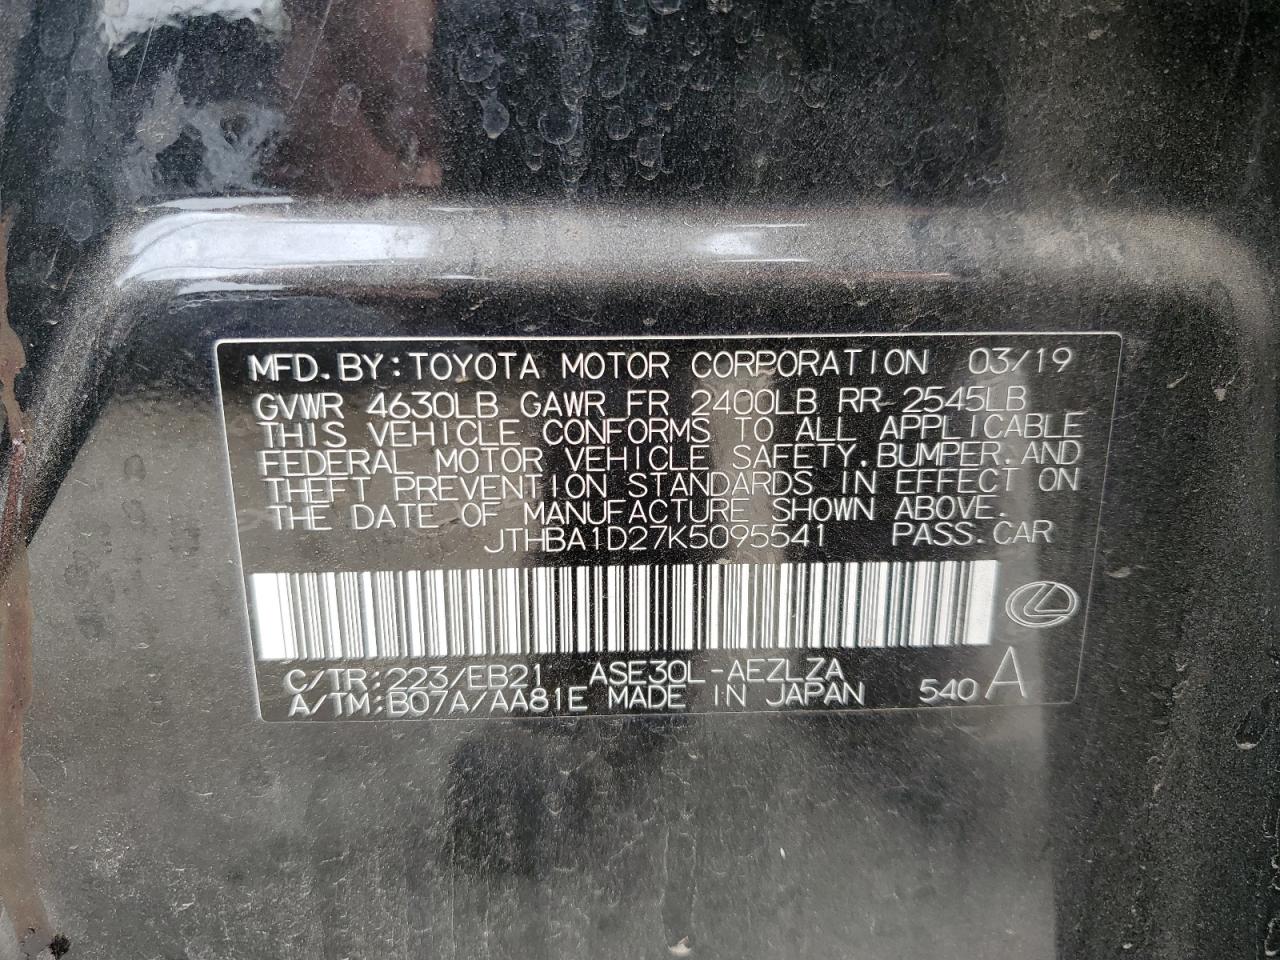 MFD.BY:TOYOTA MOTOR CORPORATION 03/19
GVWR 4630LB GAWR FR 2400LB RR 2545LB
THIS VEHICLE CONFORMS TO ALL APPLICABLE
FEDERAL MOTOR VEHICLE SAFETY,BUMPER,AND
THEFT PREVENTION STANDARDS IN EFFECT ON
THE DATE OF MANUFACTURE SHOWN ABOVE.
JTHBA1D27K5095541 PASS.CAR
C/TR:223/EB21 ASE30L-AEZLZA
A/TM:B07A/AA81E MADE IN JAPAN 540 A